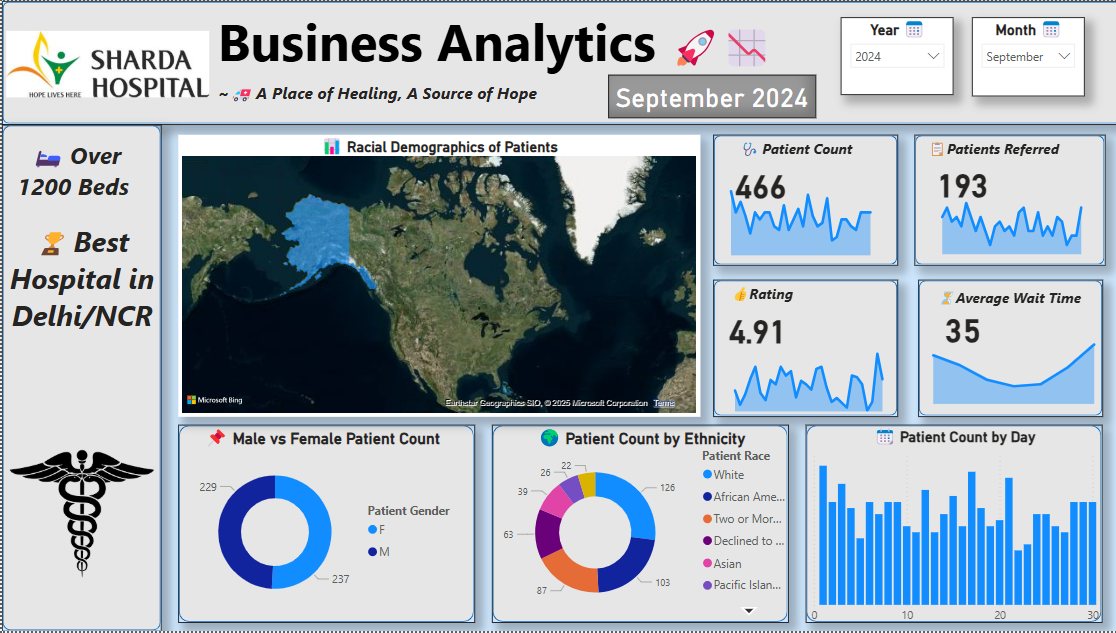 SHARDA
HOSPITAL
HOPE LIVES HERE
Business Analytics
~ A Place of Healing, A Source of Hope
September 2024
Year
2024
Month
September
Over
1200 Beds
Best
Hospital in
Delhi/NCR
Racial Demographics of Patients
Microsoft Bing
Earthstar Geographics SIO, © 2025 Microsoft Corporation Terms
Patient Count
466
Patients Referred
193
Rating
4.91
Average Wait Time
35
Male vs Female Patient Count
229
237
Patient Gender
F
M
Patient Count by Ethnicity
22
26
39
63
87
103
126
Patient Race
White
African Ame...
Two or Mor...
Declined to ...
Asian
Pacific Islan...
Patient Count by Day
0 10 20 30